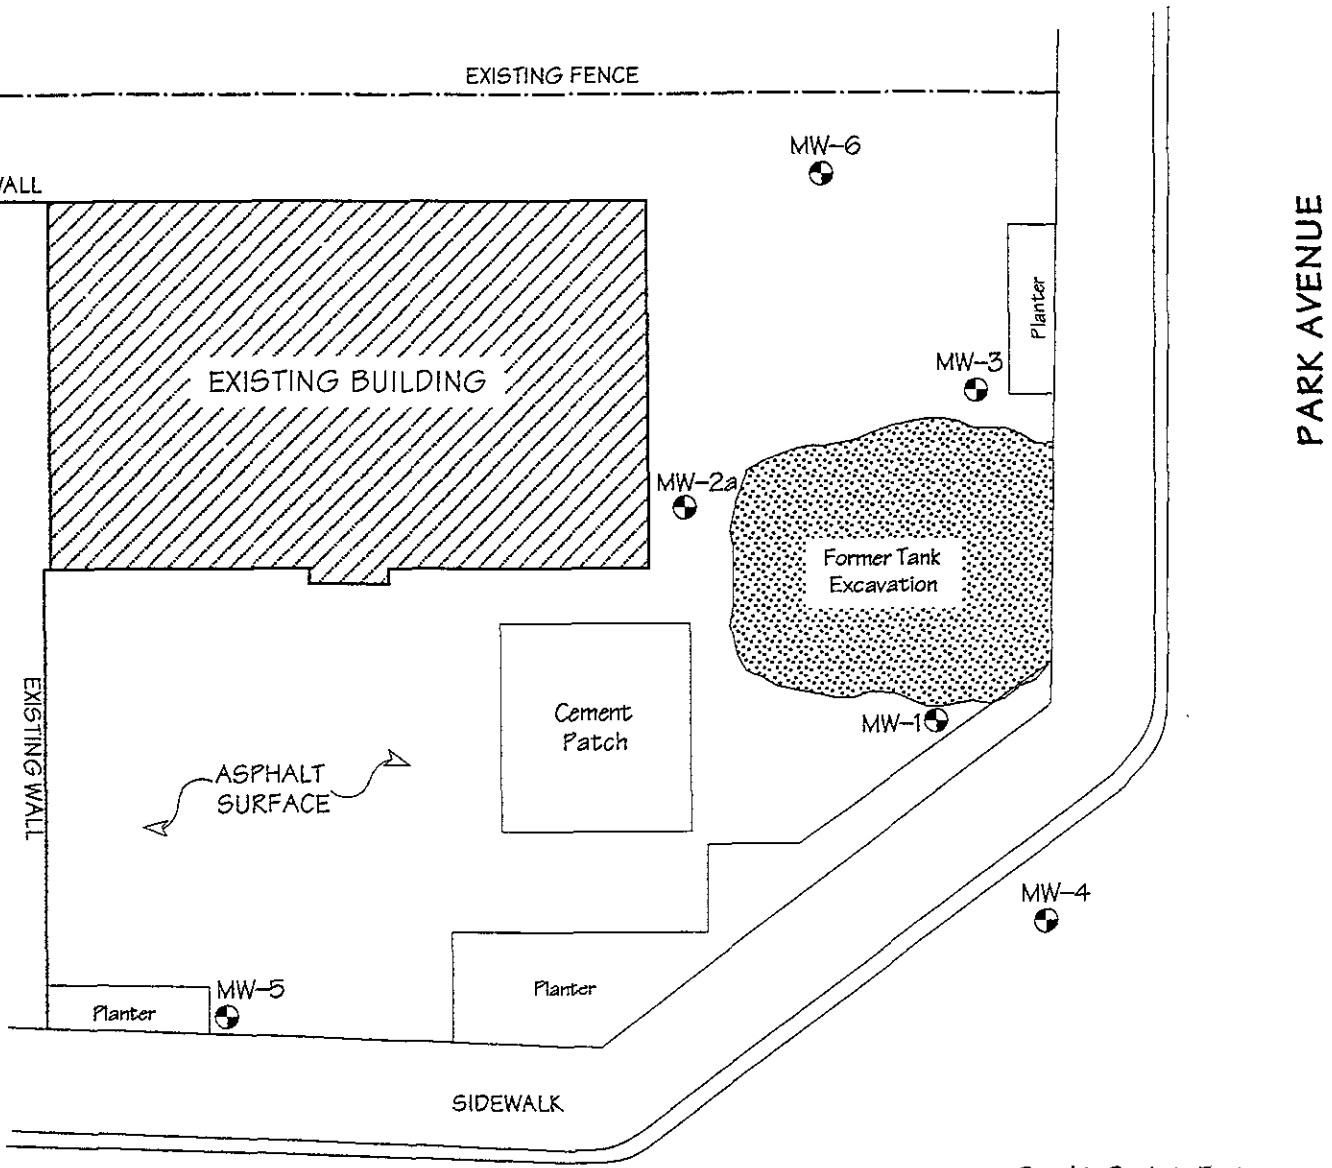 EXISTING FENCE
MW-6
WALL
PARK AVENUE
Planter
MW-3
EXISTING BUILDING
MW-2a
Former Tank
Excavation
EXISTING WALL
Cement
Patch
MW-1
ASPHALT
SURFACE
MW-4
MW-5
Planter
Planter
SIDEWALK